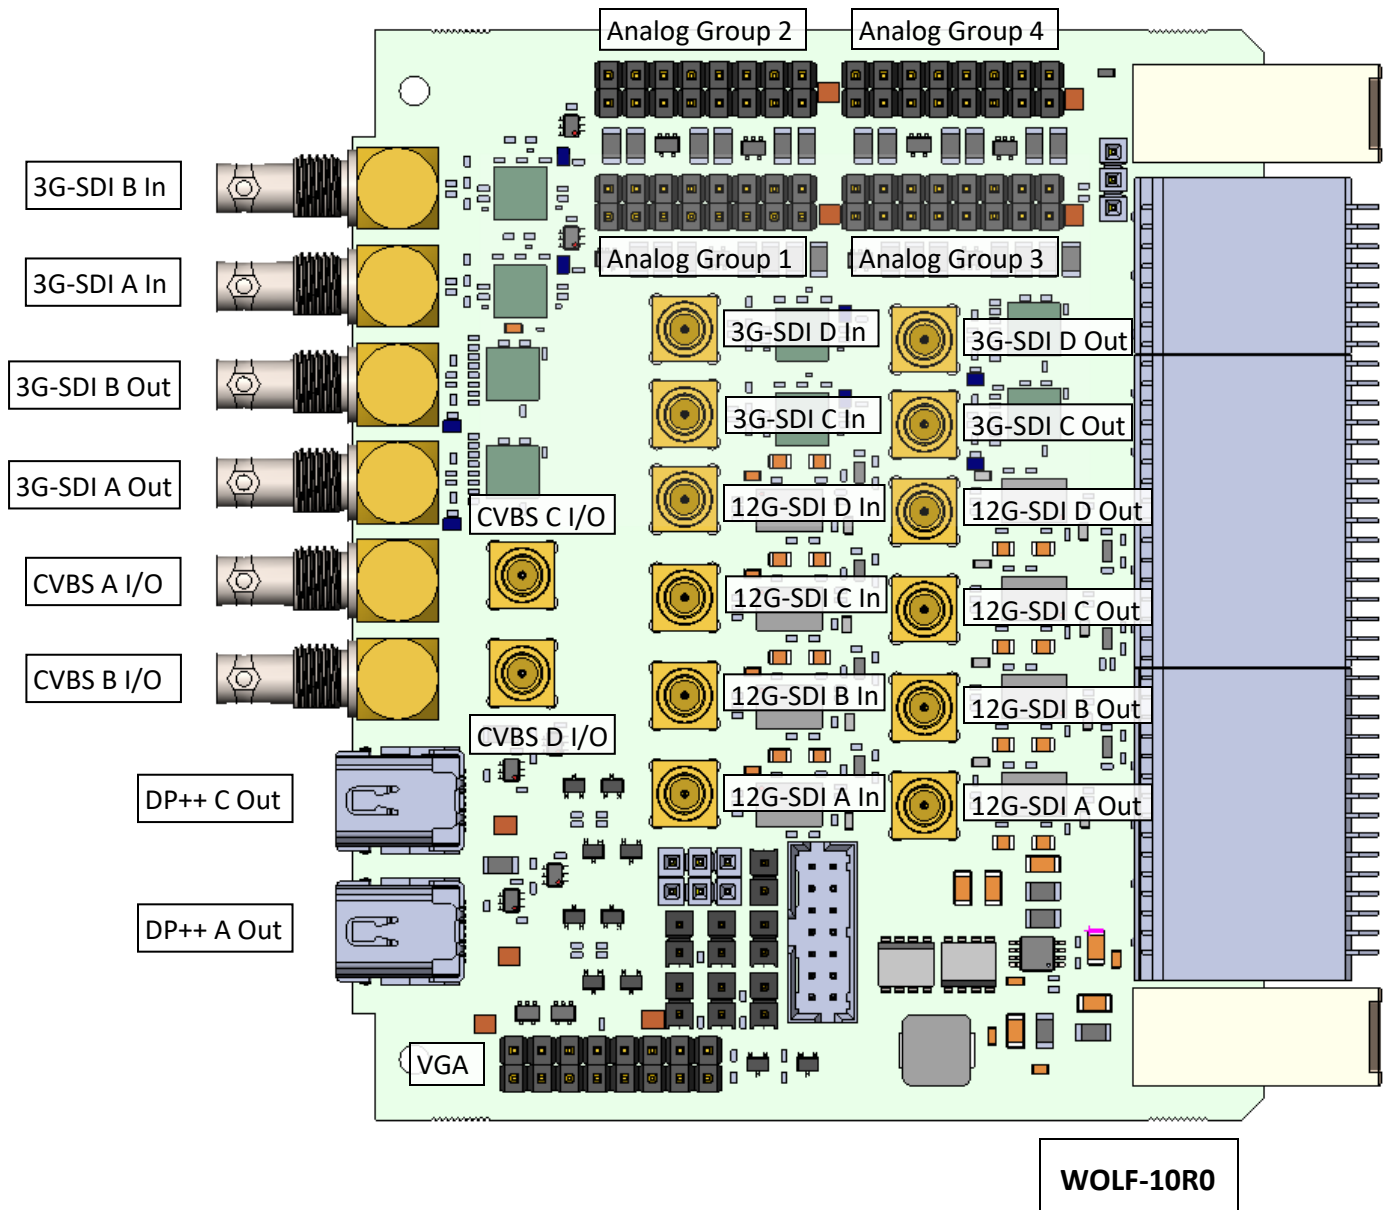 Analog Group 2
Analog Group 4
3G-SDI B In
3G-SDI A In
Analog Group 1
Analog Group 3
3G-SDI D In
3G-SDI D Out
3G-SDI B Out
3G-SDI C In
3G-SDI C Out
3G-SDI A Out
CVBS C I/O
12G-SDI D In
12G-SDI D Out
CVBS A I/O
12G-SDI C In
12G-SDI C Out
CVBS B I/O
12G-SDI B In
12G-SDI B Out
CVBS D I/O
DP++ C Out
12G-SDI A In
12G-SDI A Out
DP++ A Out
VGA
WOLF-10R0